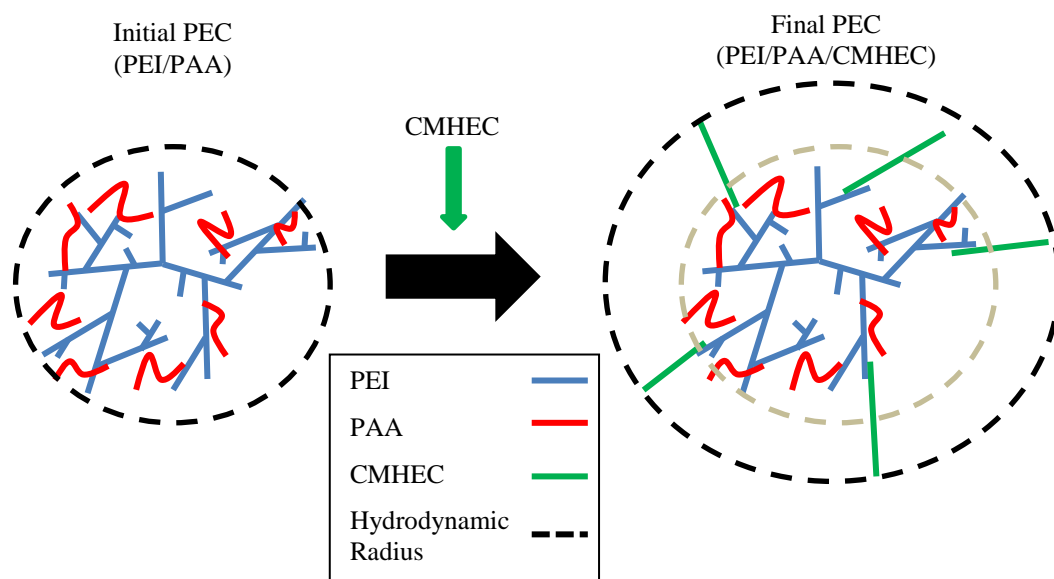 Initial PEC
(PEI/PAA)
CMHEC
Final PEC
(PEI/PAA/CMHEC)
PEI
PAA
CMHEC
Hydrodynamic
Radius